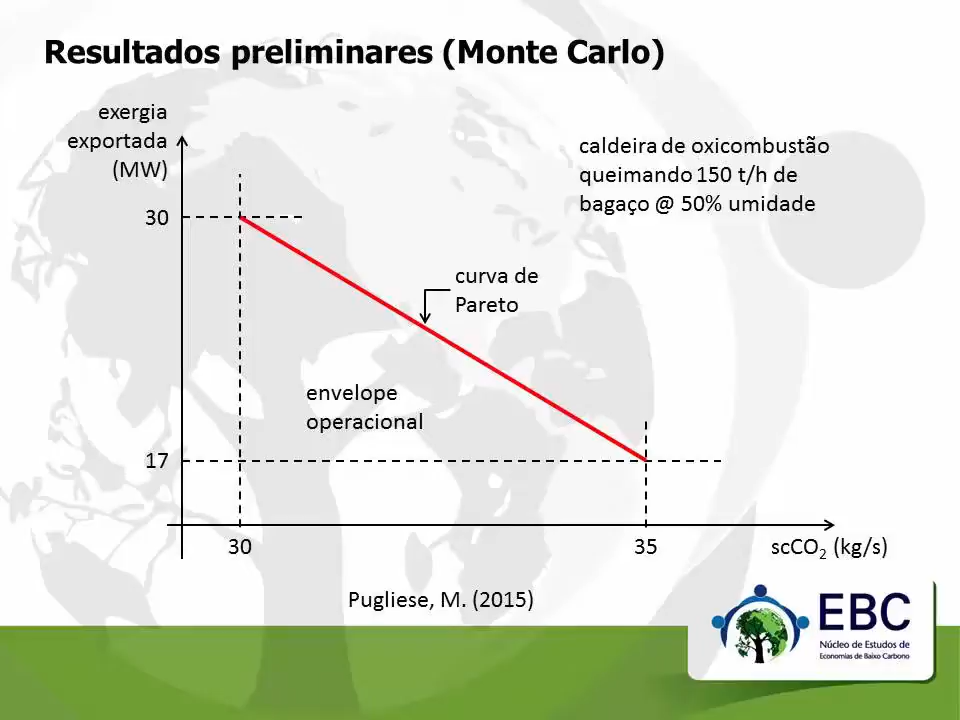 Resultados preliminares (Monte Carlo)
exergia
exportada
(MW)
caldeira de oxicombustão
queimando 150 t/h de
bagaço @ 50% umidade
30
curva de
Pareto
envelope
operacional
17
30
35
scCO₂ (kg/s)
Pugliese, M. (2015)
EBC
Núcleo de Estudos de
Economias de Baixo Carbono